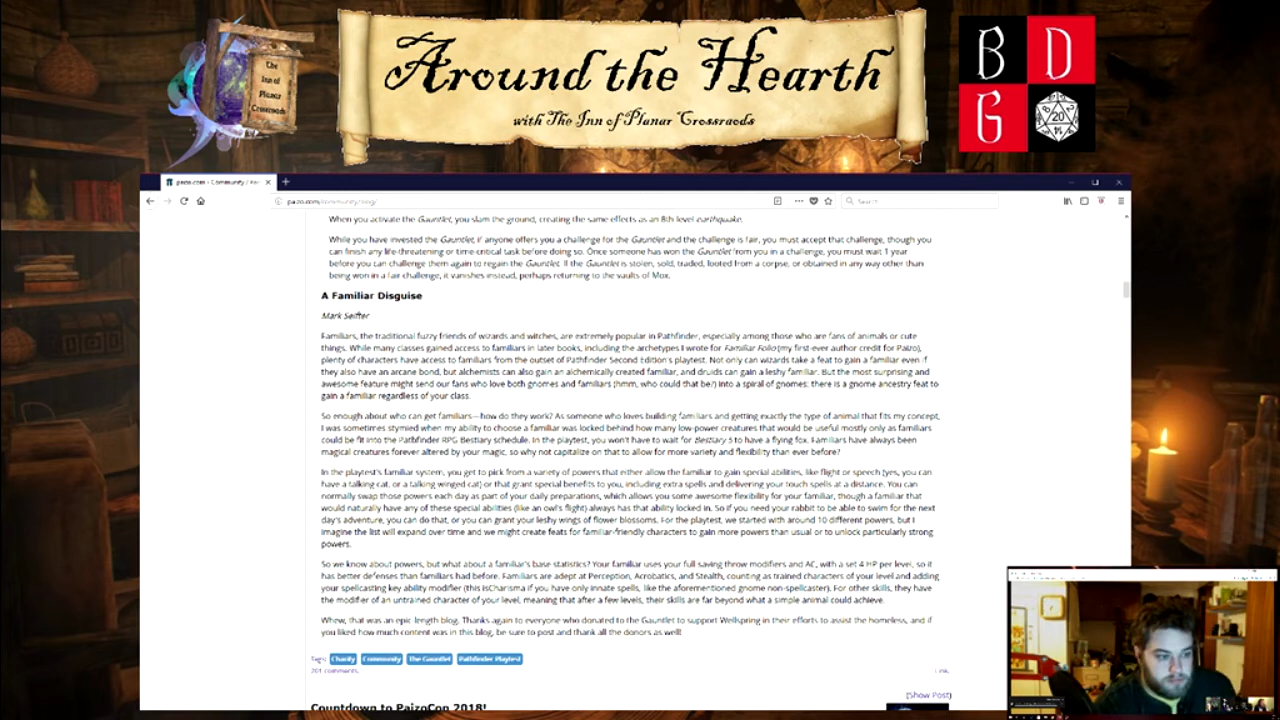 The
Inn of
Planar
Crossroads
Around the Hearth
with The Inn of Planar Crossroads
B D
G 20
paizo.com - Community / Pai
paizo.com/community/blog/
Search
When you activate the Gauntlet, you slam the ground, creating the same effects as an 8th level earthquake.
While you have invested the Gauntlet, if anyone offers you a challenge for the Gauntlet and the challenge is fair, you must accept that challenge, though you
can finish any life-threatening or time-critical task before doing so. Once someone has won the Gauntlet from you in a challenge, you must wait 1 year
before you can challenge them again to regain the Gauntlet. If the Gauntlet is stolen, sold, traded, looted from a corpse, or obtained in any way other than
being won in a fair challenge, it vanishes instead, perhaps returning to the vaults of Mox.
A Familiar Disguise
Mark Seifter
Familiars, the traditional fuzzy friends of wizards and witches, are extremely popular in Pathfinder, especially among those who are fans of animals or cute
things. While many classes gained access to familiars in later books, including the archetypes I wrote for Familiar Folio (my first-ever author credit for Paizo),
plenty of characters have access to familiars from the outset of Pathfinder Second Edition's playtest. Not only can wizards take a feat to gain a familiar even if
they also have an arcane bond, but alchemists can also gain an alchemically created familiar, and druids can gain a leshy familiar. But the most surprising and
awesome feature might send our fans who love both gnomes and familiars (hmm, who could that be?) into a spiral of gnomes: there is a gnome ancestry feat to
gain a familiar regardless of your class.
So enough about who can get familiars—how do they work? As someone who loves building familiars and getting exactly the type of animal that fits my concept,
I was sometimes stymied when my ability to choose a familiar was locked behind how many low-power creatures that would be useful mostly only as familiars
could be fit into the Pathfinder RPG Bestiary schedule. In the playtest, you won't have to wait for Bestiary 5 to have a flying fox. Familiars have always been
magical creatures forever altered by your magic, so why not capitalize on that to allow for more variety and flexibility than ever before?
In the playtest's familiar system, you get to pick from a variety of powers that either allow the familiar to gain special abilities, like flight or speech (yes, you can
have a talking cat, or a talking winged cat) or that grant special benefits to you, including extra spells and delivering your touch spells at a distance. You can
normally swap those powers each day as part of your daily preparations, which allows you some awesome flexibility for your familiar, though a familiar that
would naturally have any of these special abilities (like an owl's flight) always has that ability locked in. So if you need your rabbit to be able to swim for the next
day's adventure, you can do that, or you can grant your leshy wings of flower blossoms. For the playtest, we started with around 10 different powers, but I
imagine the list will expand over time and we might create feats for familiar-friendly characters to gain more powers than usual or to unlock particularly strong
powers.
So we know about powers, but what about a familiar's base statistics? Your familiar uses your full saving throw modifiers and AC, with a set 4 HP per level, so it
has better defenses than familiars had before. Familiars are adept at Perception, Acrobatics, and Stealth, counting as trained characters of your level and adding
your spellcasting key ability modifier (this isCharisma if you have only innate spells, like the aforementioned gnome non-spellcaster). For other skills, they have
the modifier of an untrained character of your level, meaning that after a few levels, their skills are far beyond what a simple animal could achieve.
Whew, that was an epic length blog. Thanks again to everyone who donated to the Gauntlet to support Wellspring in their efforts to assist the homeless, and if
you liked how much content was in this blog, be sure to post and thank all the donors as well!
Tags: Charity Community The Gauntlet Pathfinder Playtest
201 comments. Link.
(Show Post)
Countdown to PaizoCon 2018!